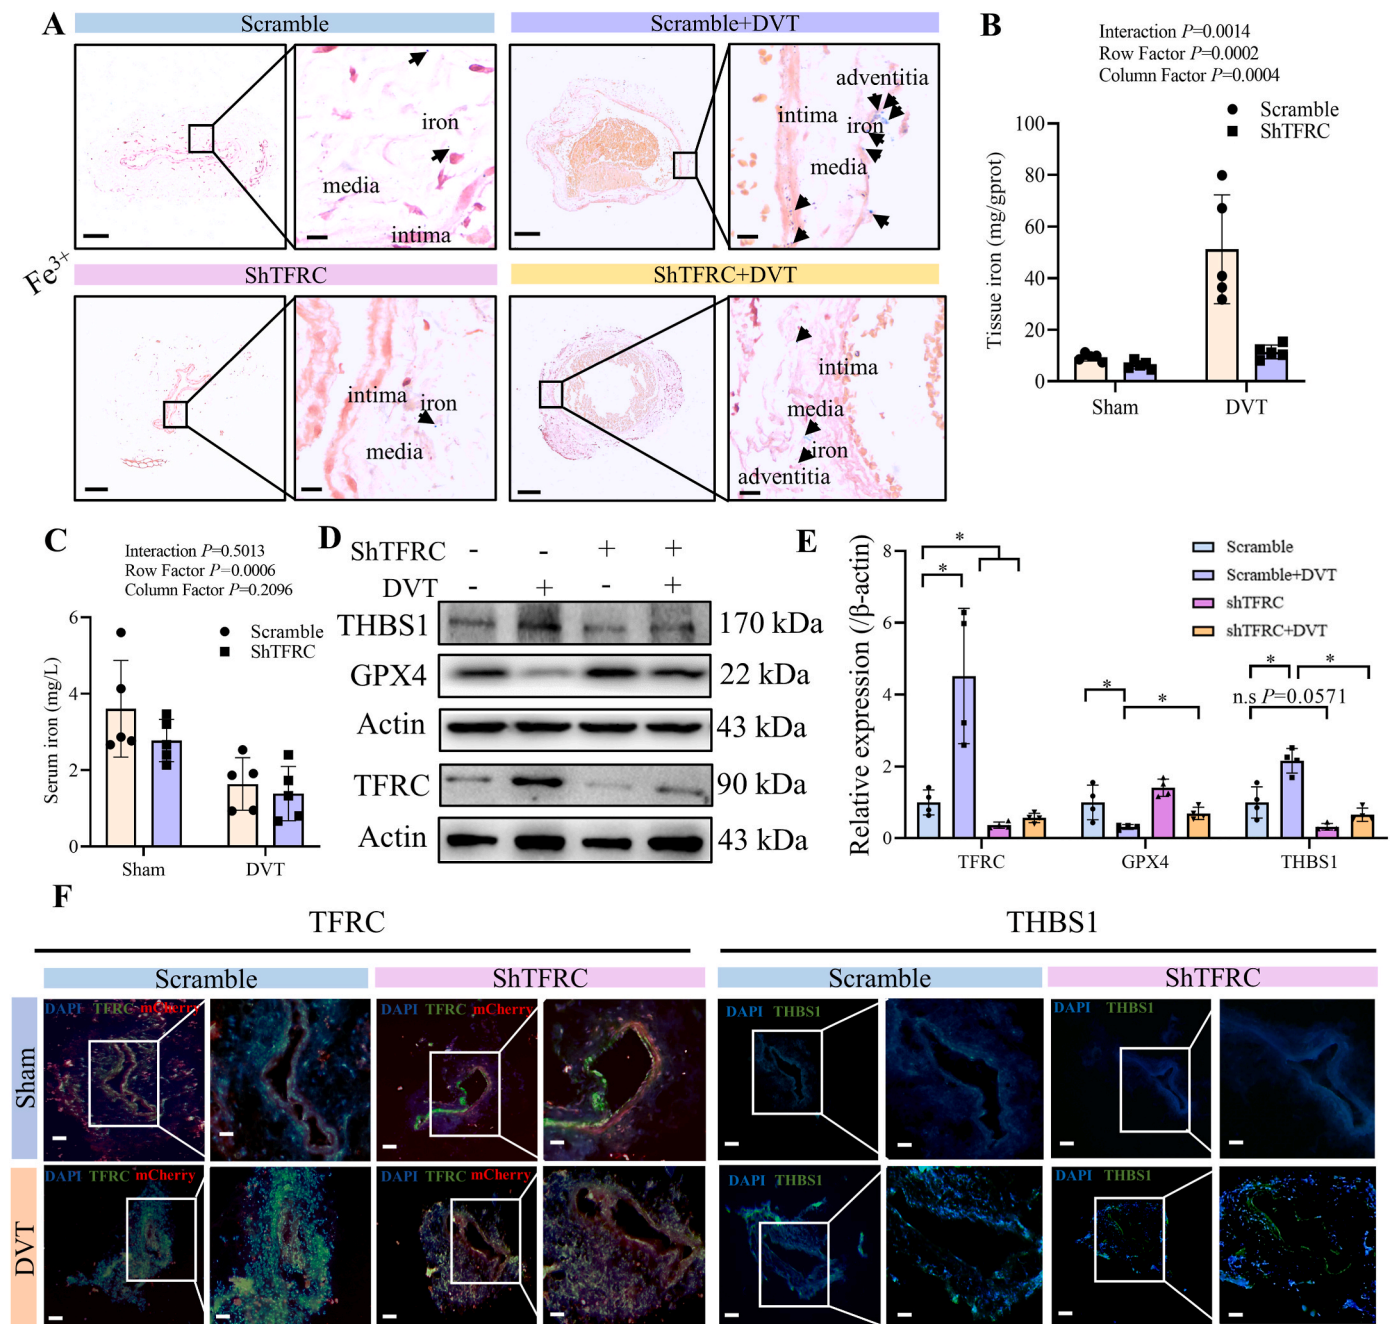 A
Scramble
Scramble+DVT
iron
media
intima
adventitia
intima
iron
media
Fe3+
ShTFRC
ShTFRC+DVT
intima
iron
media
intima
media
iron
adventitia
B
Interaction P=0.0014
Row Factor P=0.0002
Column Factor P=0.0004
Scramble
ShTFRC
Tissue iron (mg/gprot)
100
80
60
40
20
0
Sham
DVT
C
Interaction P=0.5013
Row Factor P=0.0006
Column Factor P=0.2096
Scramble
ShTFRC
Serum iron (mg/L)
6
4
2
0
Sham
DVT
D
ShTFRC - - + +
DVT - + - +
THBS1 170 kDa
GPX4 22 kDa
Actin 43 kDa
TFRC 90 kDa
Actin 43 kDa
E
Relative expression (/β-actin)
8
6
4
2
0
* * * * * *
n.s P=0.0571
Scramble
Scramble+DVT
shTFRC
shTFRC+DVT
TFRC
GPX4
THBS1
F
TFRC
THBS1
Scramble
ShTFRC
Scramble
ShTFRC
Sham
DAPI TFRC mCherry
DAPI TFRC mCherry
DAPI THBS1
DAPI THBS1
DVT
DAPI TFRC mCherry
DAPI TFRC mCherry
DAPI THBS1
DAPI THBS1